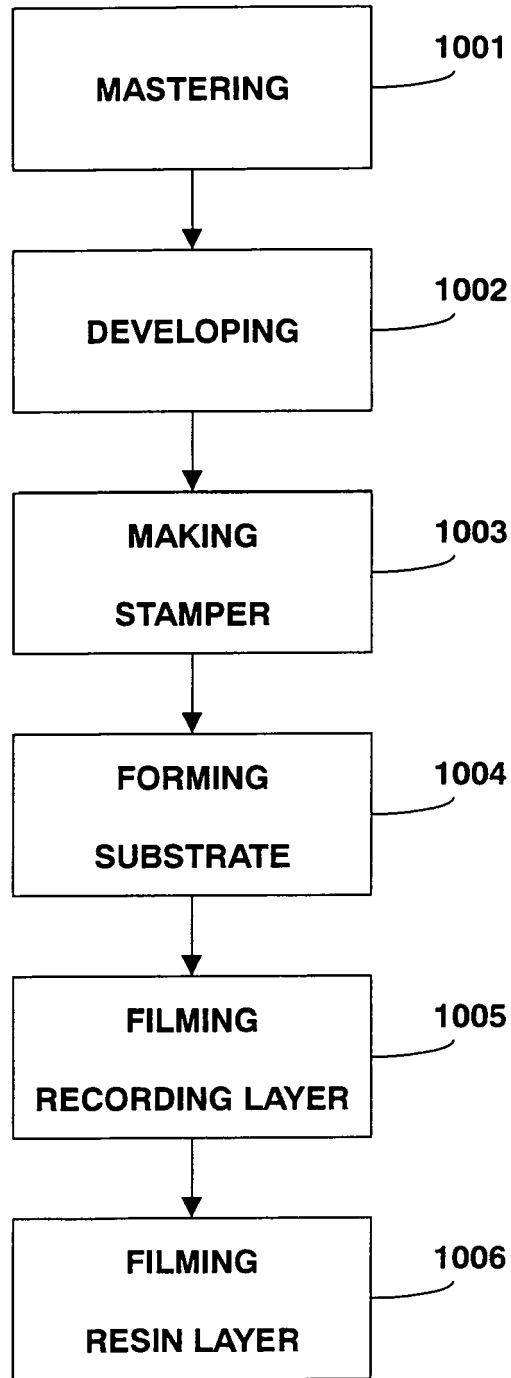 1001
MASTERING
1002
DEVELOPING
1003
MAKING
STAMPER
1004
FORMING
SUBSTRATE
1005
FILMING
RECORDING LAYER
1006
FILMING
RESIN LAYER